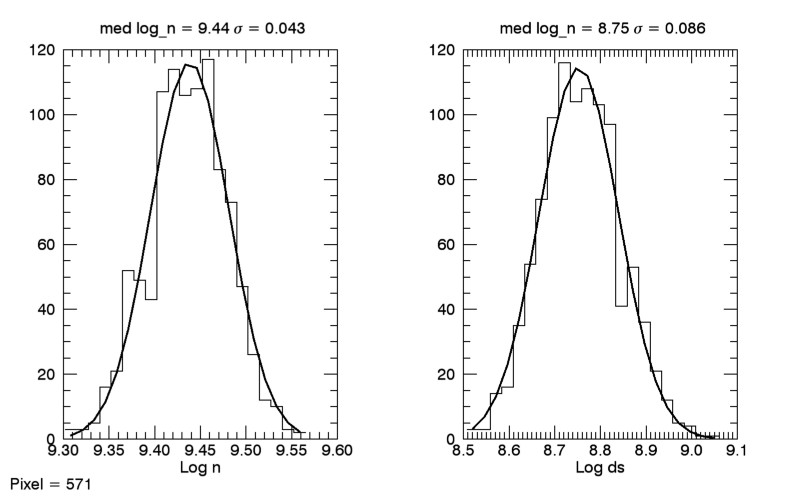 med log_n = 9.44 σ = 0.043
120
100
80
60
40
20
0
9.30 9.35 9.40 9.45 9.50 9.55 9.60
Log n
med log_n = 8.75 σ = 0.086
120
100
80
60
40
20
0
8.5 8.6 8.7 8.8 8.9 9.0 9.1
Log ds
Pixel = 571